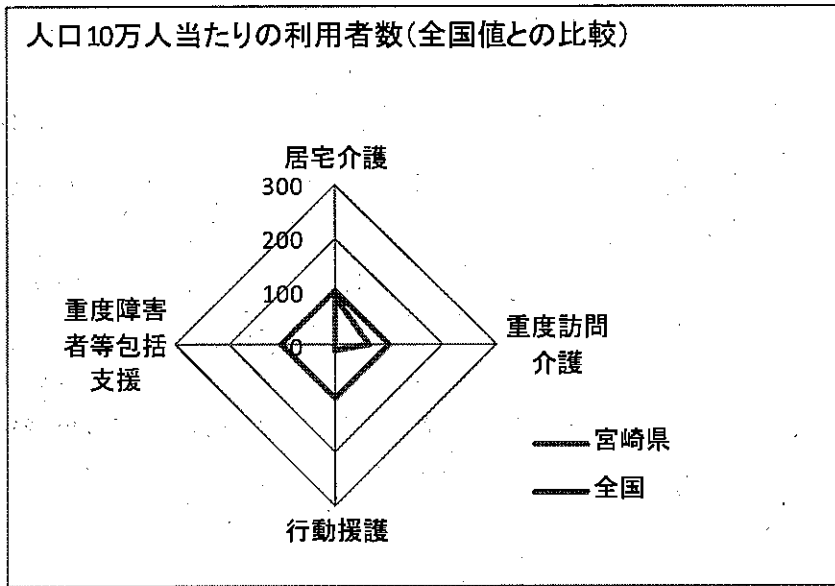 人口10万人当たりの利用者数(全国値との比較)
居宅介護
300
200
100
0
重度障害
者等包括
支援
重度訪問
介護
行動援護
宮崎県
全国